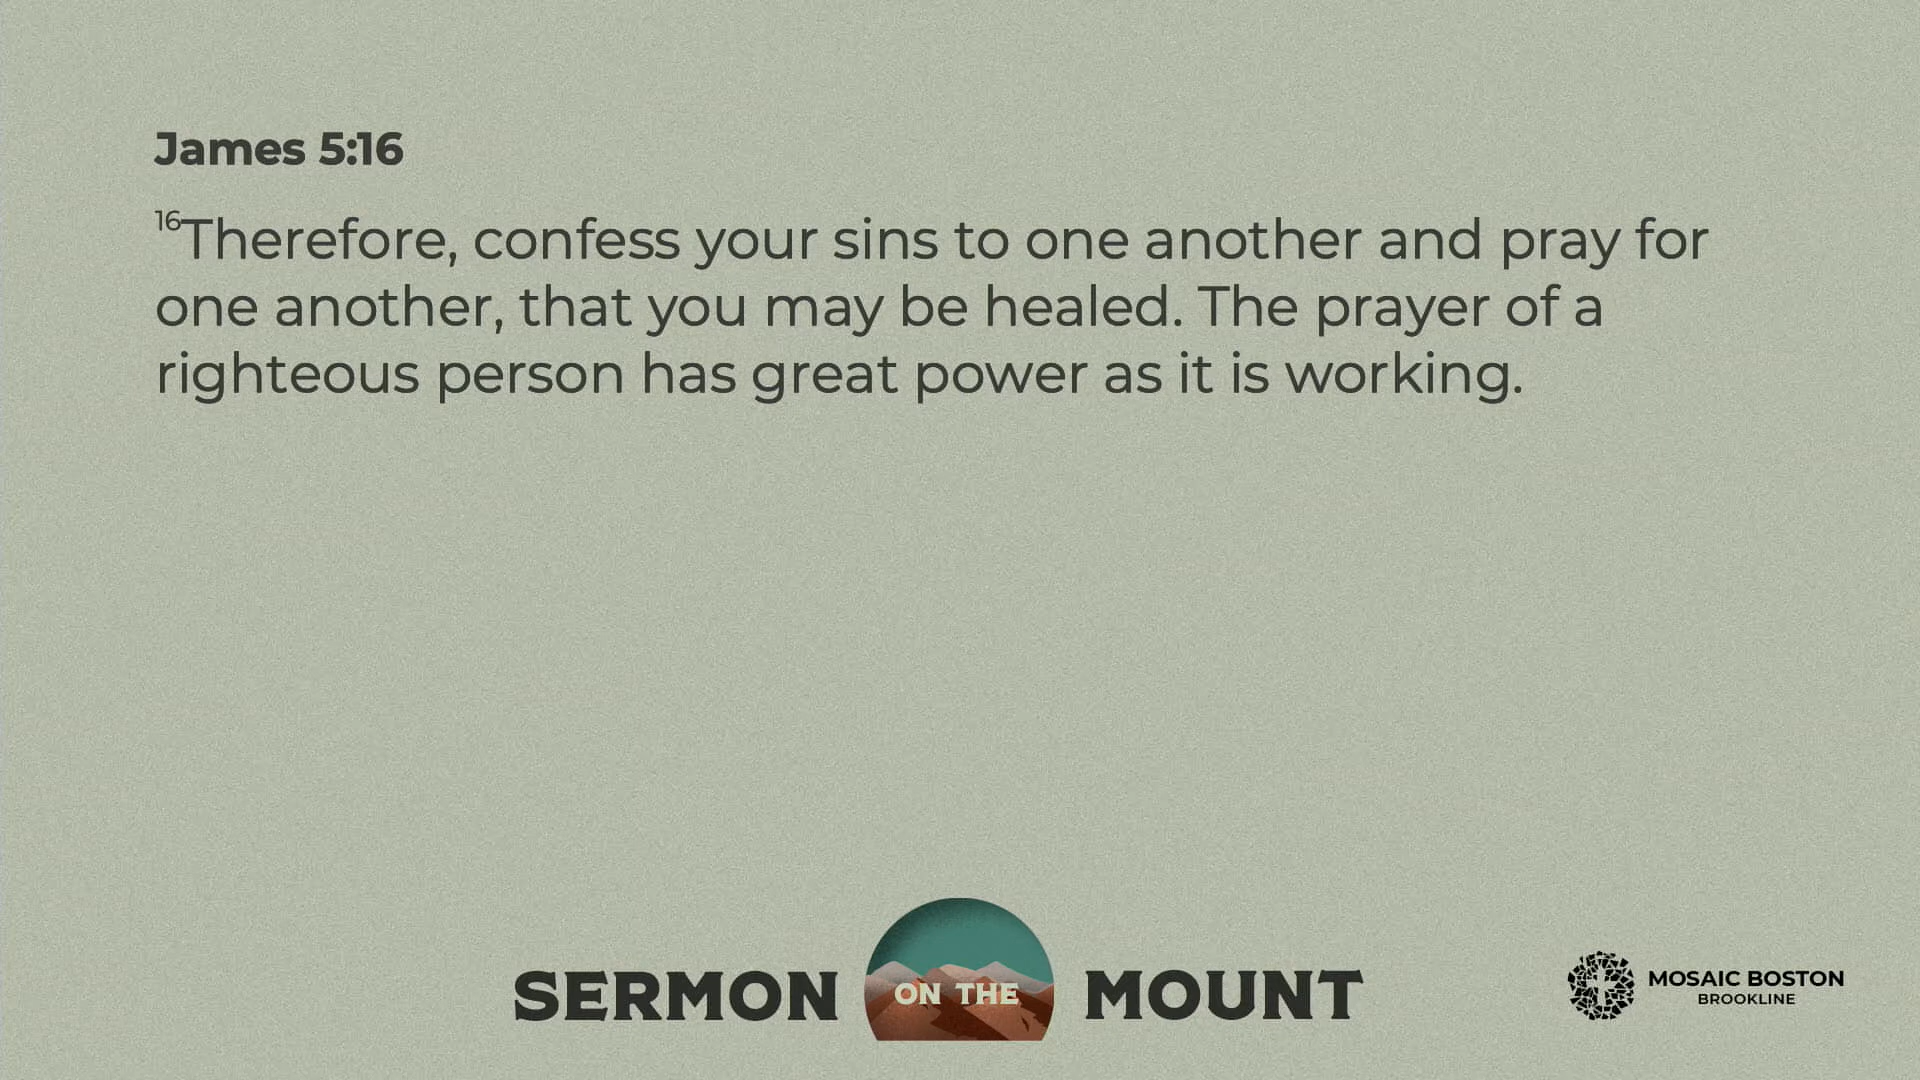 James 5:16
16Therefore, confess your sins to one another and pray for
one another, that you may be healed. The prayer of a
righteous person has great power as it is working.
SERMON ON THE MOUNT
MOSAIC BOSTON
BROOKLINE